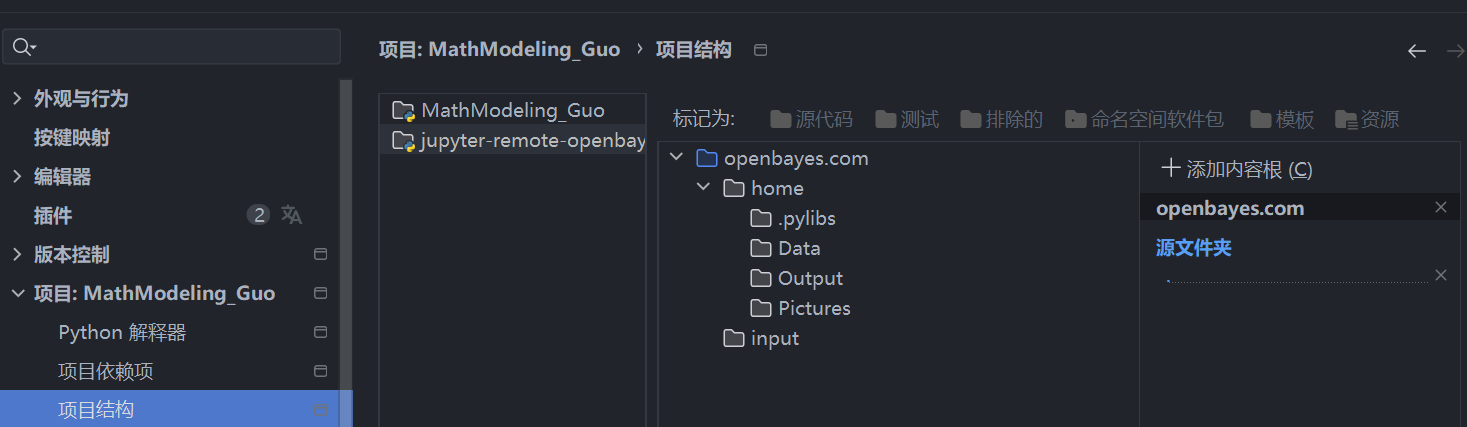 项目: MathModeling_Guo › 项目结构
外观与行为
按键映射
编辑器
插件 2
版本控制
项目: MathModeling_Guo
Python 解释器
项目依赖项
项目结构
MathModeling_Guo
jupyter-remote-openbay
标记为: 源代码 测试 排除的 命名空间软件包 模板 资源
openbayes.com
home
.pylibs
Data
Output
Pictures
input
添加内容根 (C)
openbayes.com
源文件夹
.